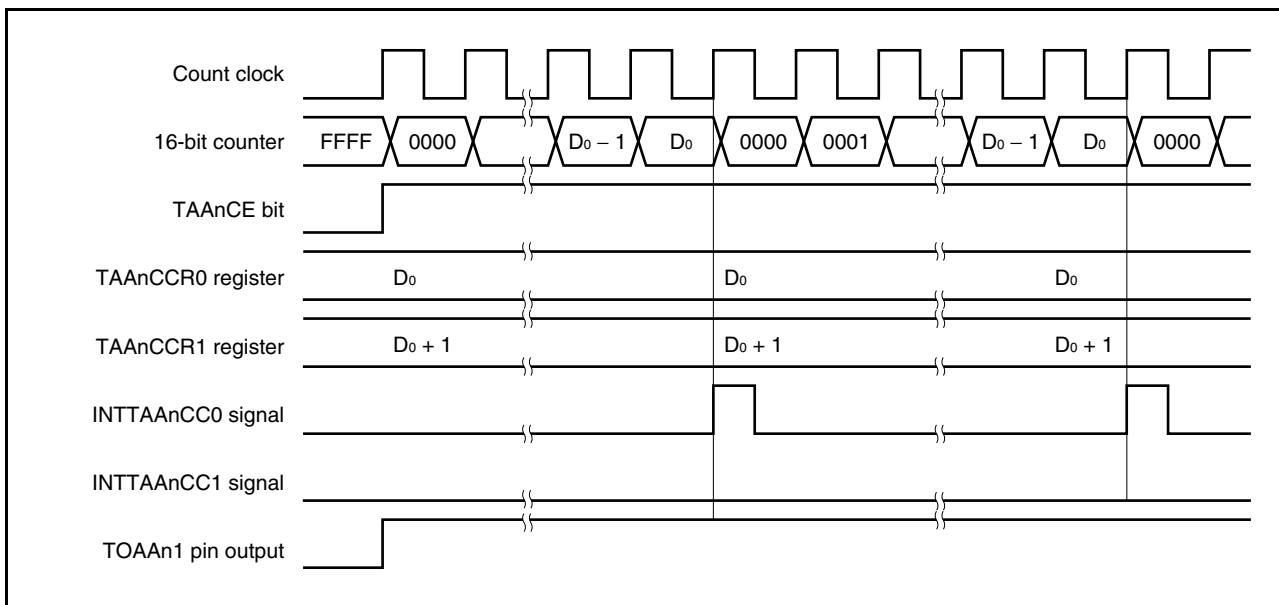 Count clock
16-bit counter FFFF 0000 D0 − 1 D0 0000 0001 D0 − 1 D0 0000
TAAnCE bit
TAAnCCR0 register D0 D0 D0
TAAnCCR1 register D0 + 1 D0 + 1 D0 + 1
INTTAAnCC0 signal
INTTAAnCC1 signal
TOAAn1 pin output